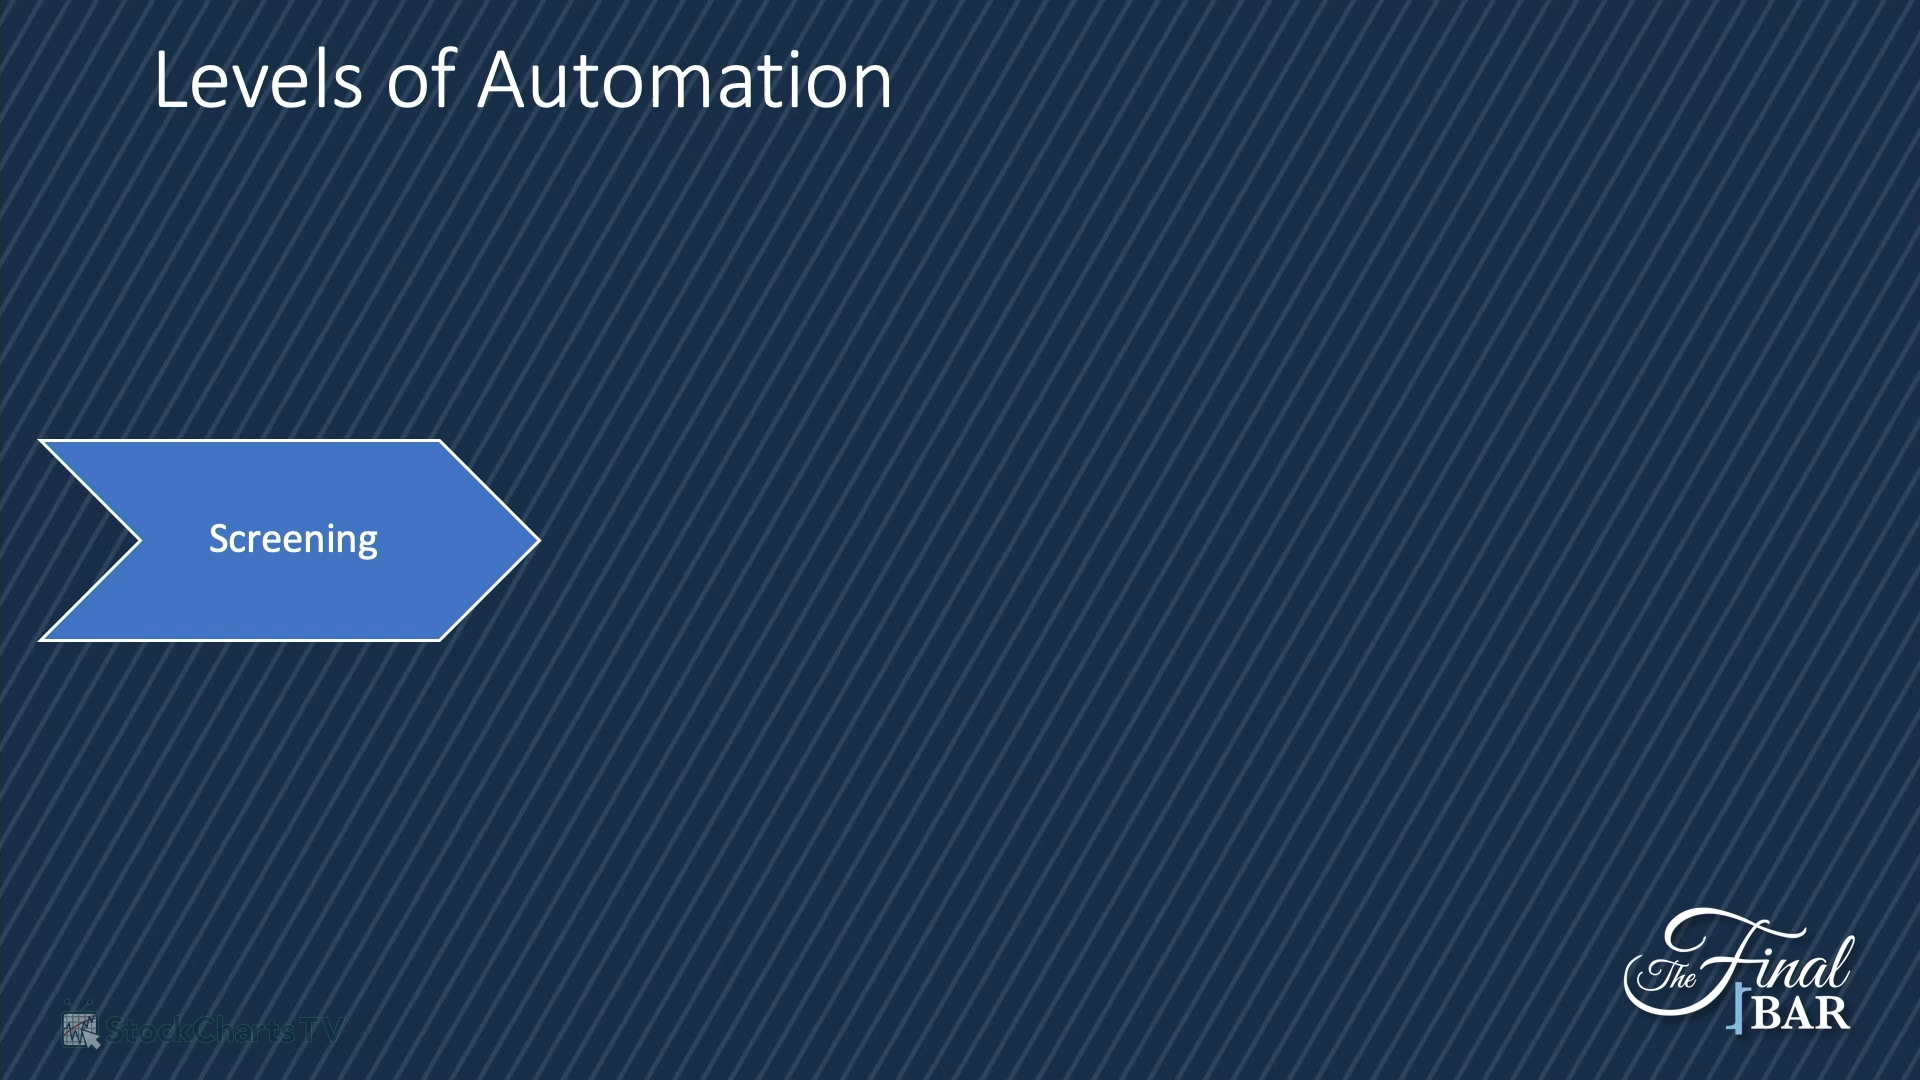 Levels of Automation
Screening
The Final
BAR
StockCharts TV